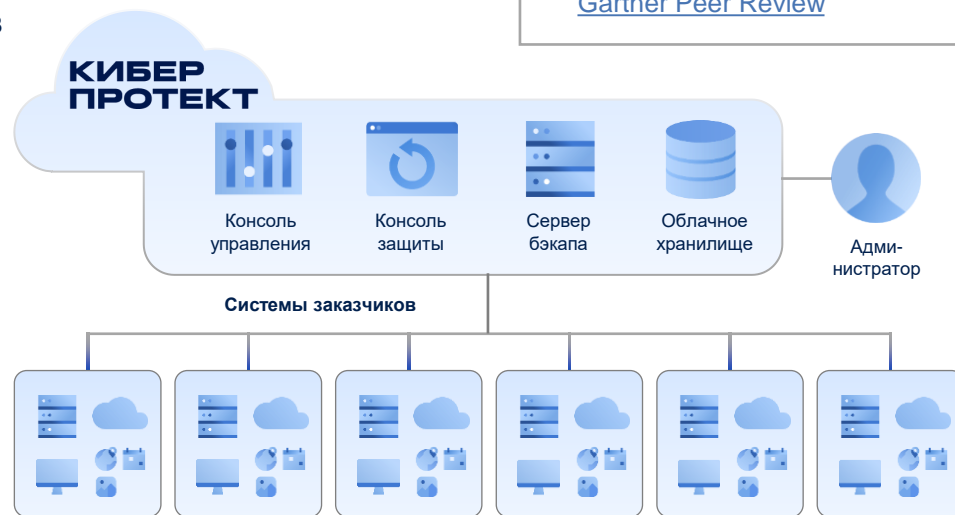 Gartner Peer Review
в
КИБЕР
ПРОТЕКТ
Консоль
управления
Консоль
защиты
Сервер
бэкапа
Облачное
хранилище
Адми-
нистратор
Системы заказчиков